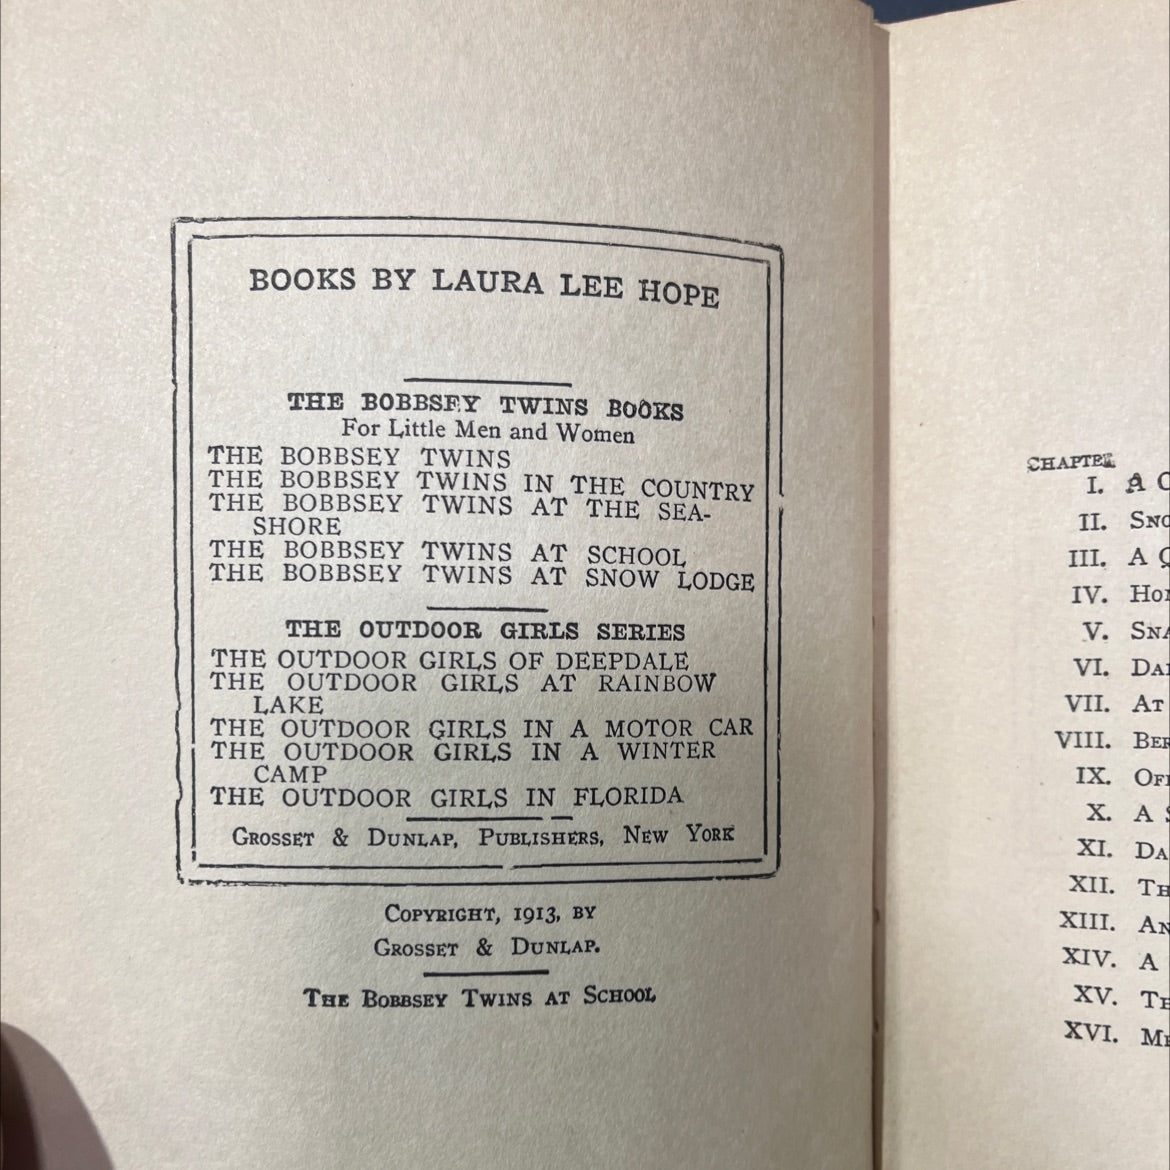 BOOKS BY LAURA LEE HOPE
THE BOBBSEY TWINS BOOKS
For Little Men and Women
THE BOBBSEY TWINS
THE BOBBSEY TWINS IN THE COUNTRY
THE BOBBSEY TWINS AT THE SEA-
SHORE
THE BOBBSEY TWINS AT SCHOOL
THE BOBBSEY TWINS AT SNOW LODGE
THE OUTDOOR GIRLS SERIES
THE OUTDOOR GIRLS OF DEEPDALE
THE OUTDOOR GIRLS AT RAINBOW
LAKE
THE OUTDOOR GIRLS IN A MOTOR CAR
THE OUTDOOR GIRLS IN A WINTER
CAMP
THE OUTDOOR GIRLS IN FLORIDA
GROSSET & DUNLAP, PUBLISHERS, NEW YORK
COPYRIGHT, 1913, BY
GROSSET & DUNLAP.
THE BOBBSEY TWINS AT SCHOOL
CHAPTER
I. A
II.
III. A
IV.
V.
VI.
VII. AT
VIII.
IX.
X. A
XI.
XII.
XIII.
XIV. A
XV.
XVI.